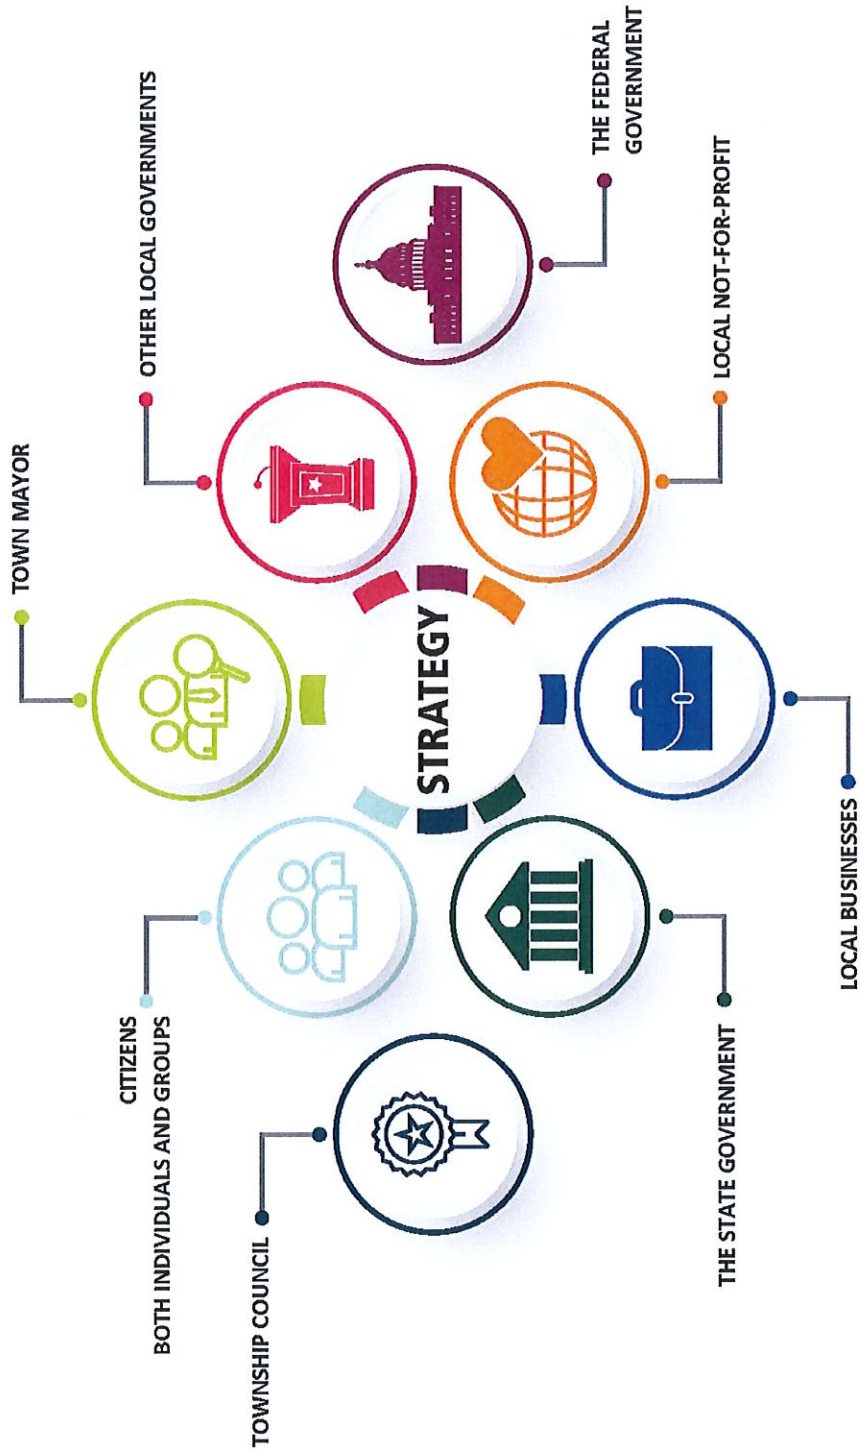 TOWN MAYOR
CITIZENS
BOTH INDIVIDUALS AND GROUPS
OTHER LOCAL GOVERNMENTS
TOWNSHIP COUNCIL
STRATEGY
THE FEDERAL
GOVERNMENT
THE STATE GOVERNMENT
LOCAL NOT-FOR-PROFIT
LOCAL BUSINESSES